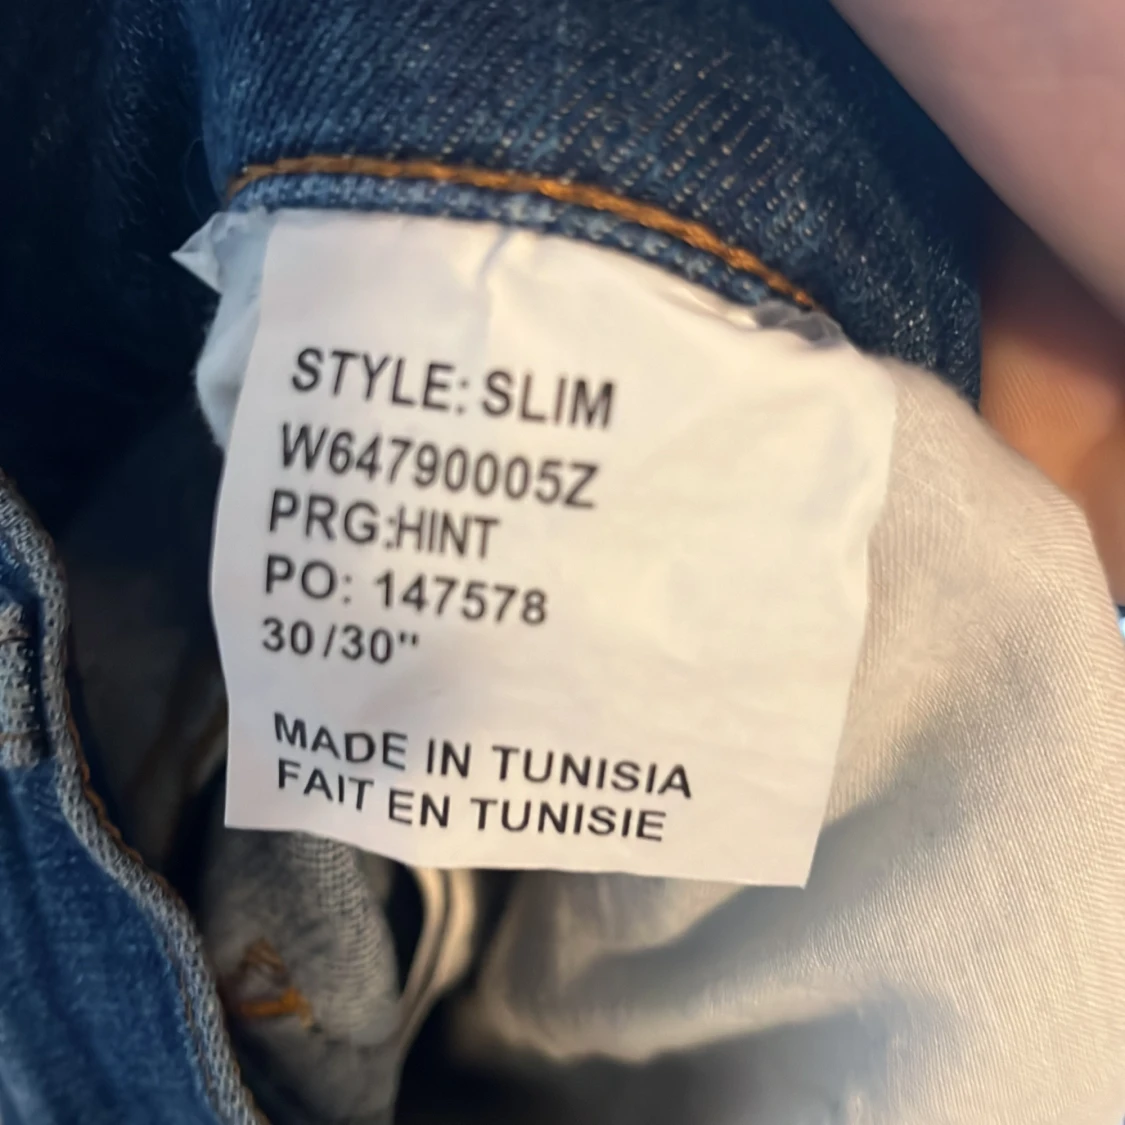 STYLE: SLIM
W64790005Z
PRG:HINT
PO: 147578
30/30"
MADE IN TUNISIA
FAIT EN TUNISIE